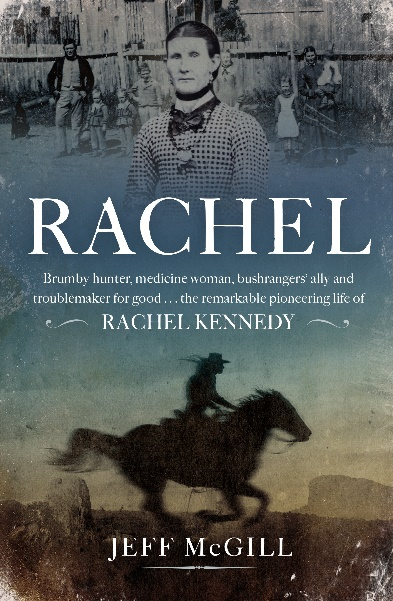 RACHEL
Brumby hunter, medicine woman, bushrangers' ally and
troublemaker for good ... the remarkable pioneering life of
RACHEL KENNEDY
JEFF McGILL